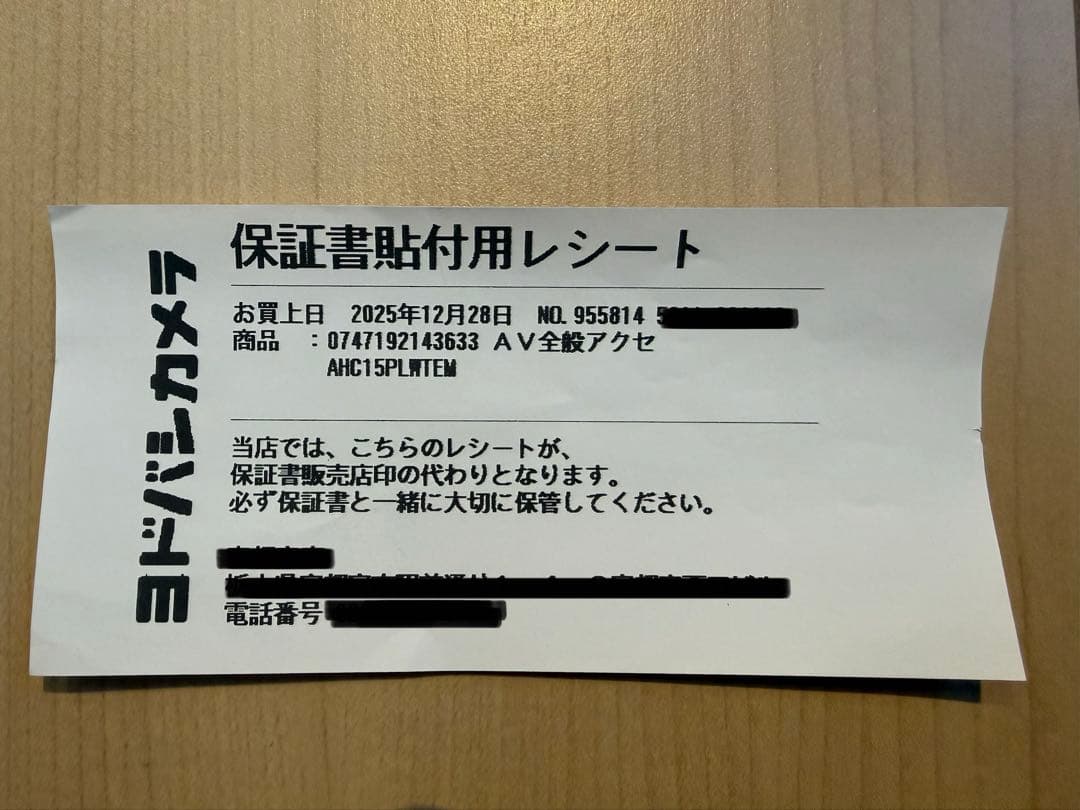 ヨドバシカメラ
保証書貼付用レシート
お買上日 2025年12月28日 NO.955814
商品 :0747192143633 AV全般アクセ
AHC15PLWTEM
当店では、こちらのレシートが、
保証書販売店印の代わりとなります。
必ず保証書と一緒に大切に保管してください。
電話番号